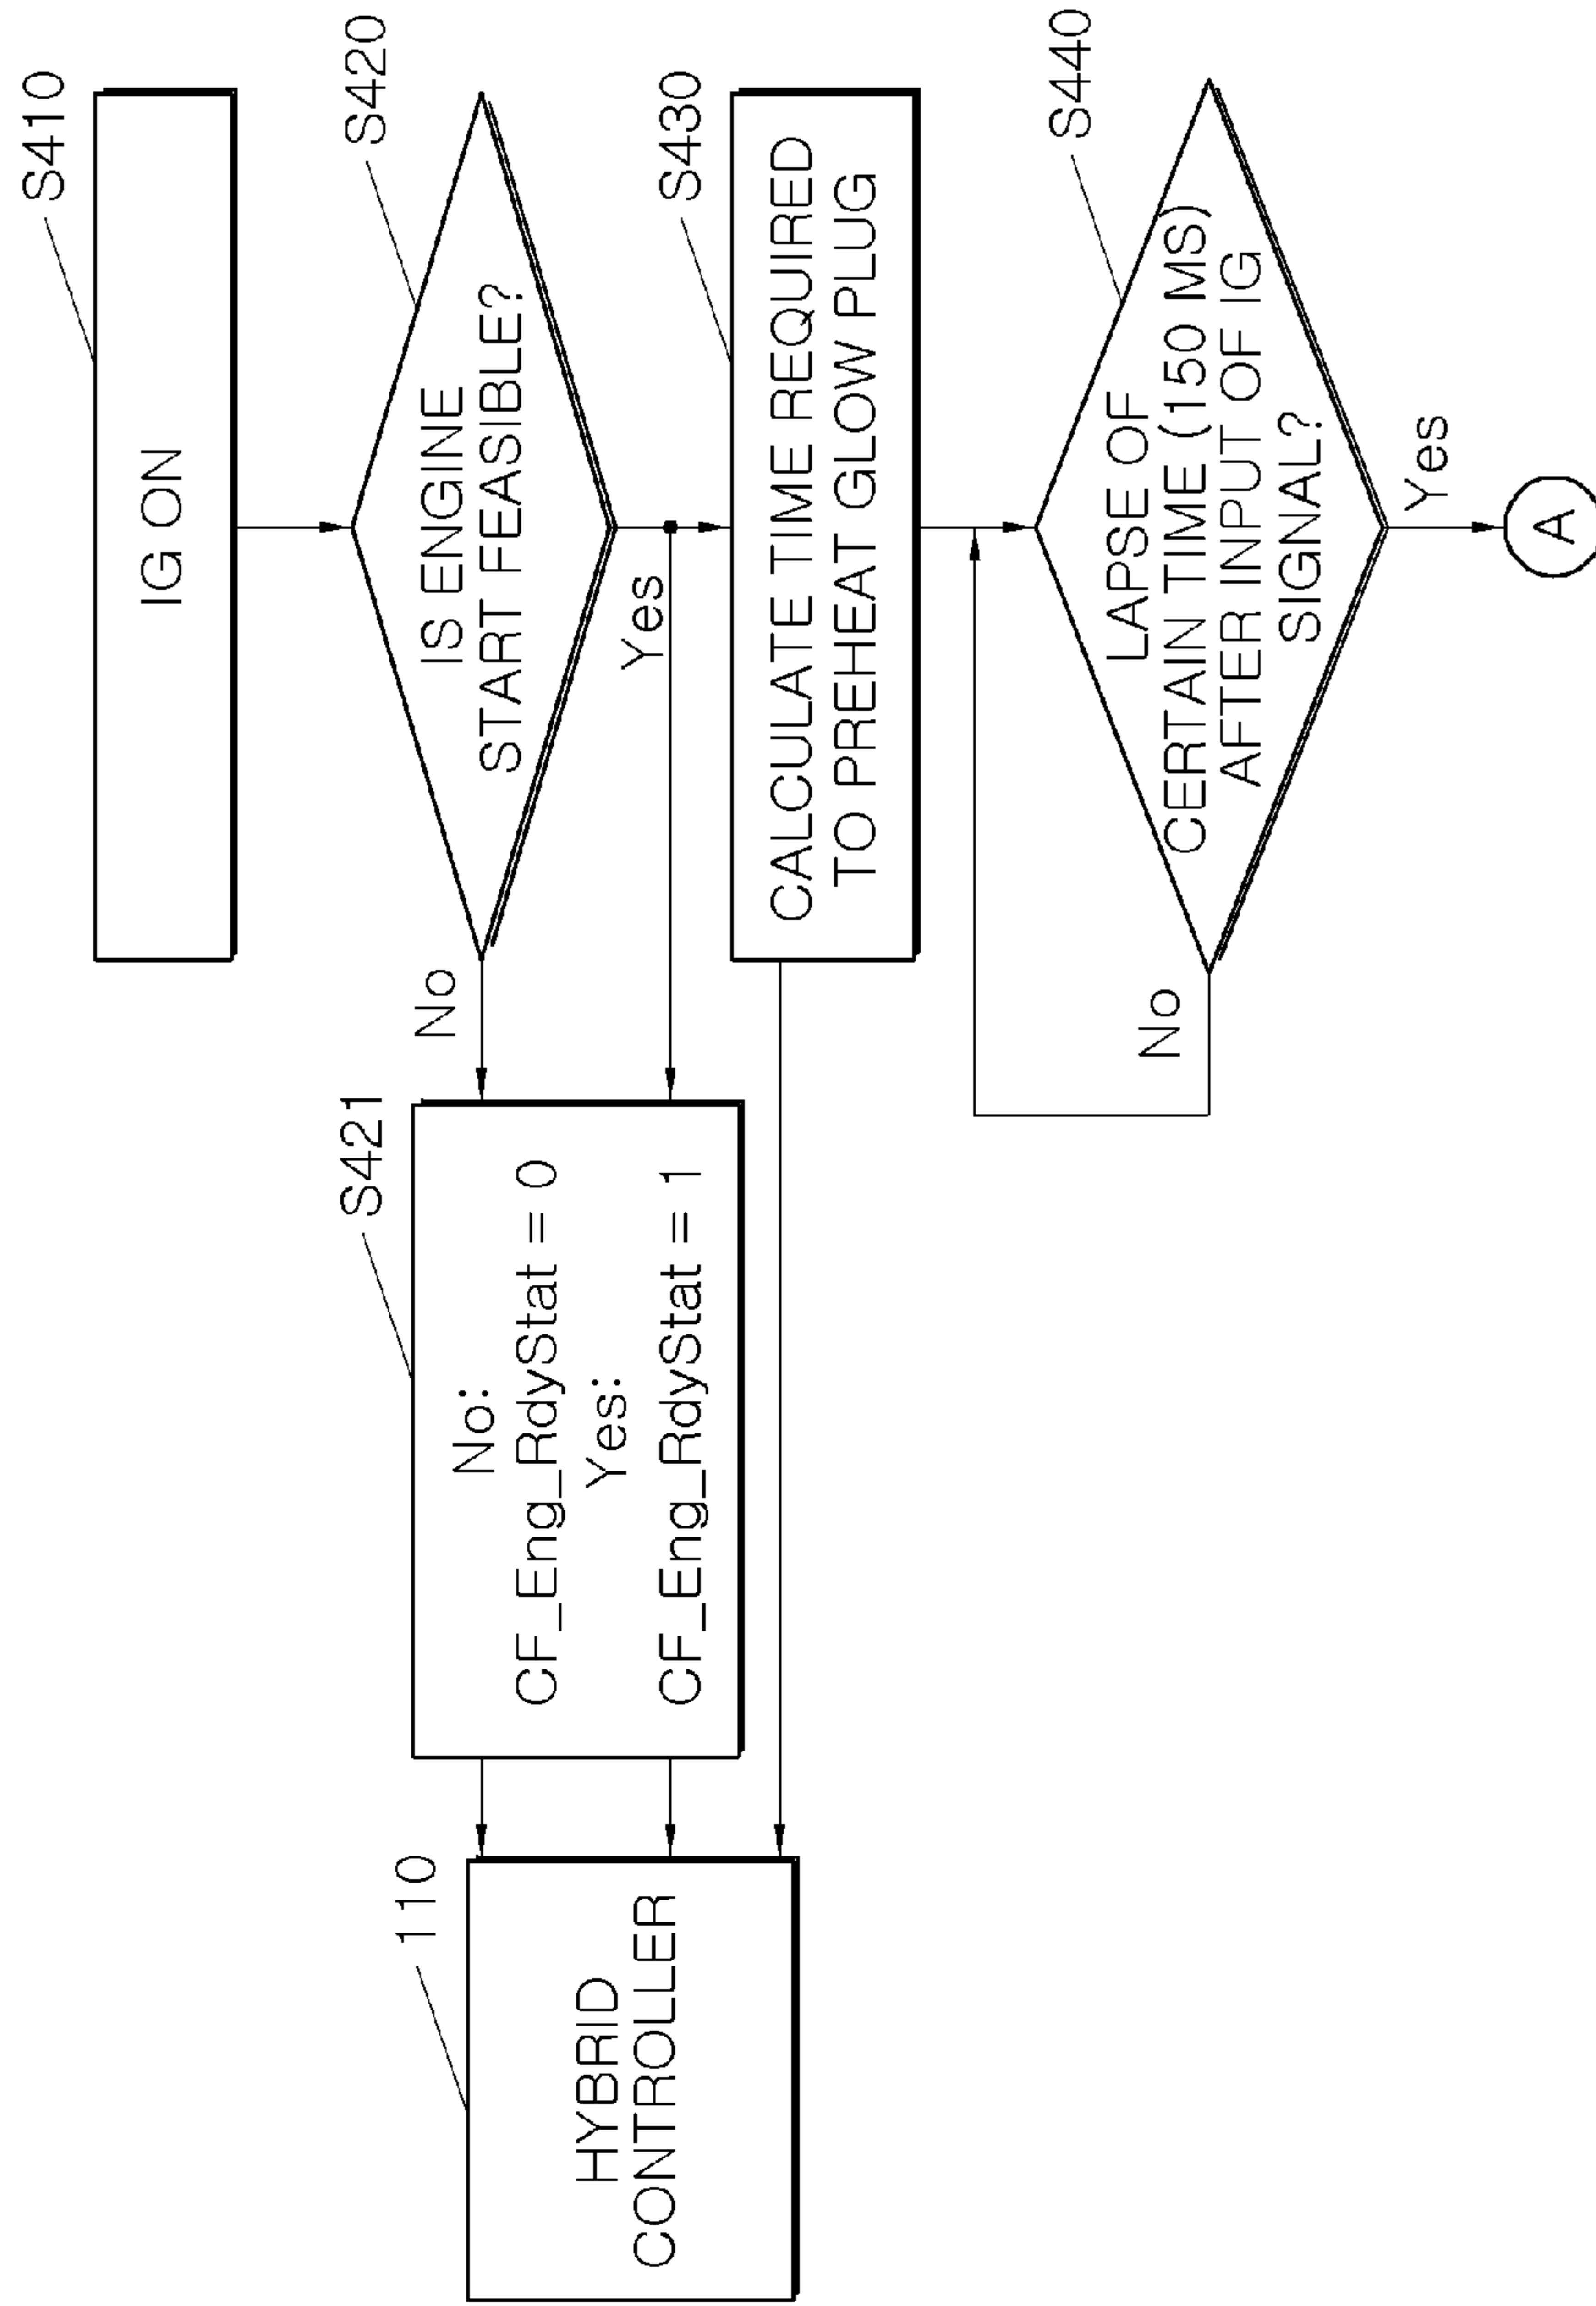 S410
IG ON
S420
IS ENGINE
START FEASIBLE?
No
Yes
S421
No:
CF_Eng_RdyStat = 0
Yes:
CF_Eng_RdyStat = 1
110
HYBRID
CONTROLLER
S430
CALCULATE TIME REQUIRED
TO PREHEAT GLOW PLUG
S440
LAPSE OF
CERTAIN TIME (150 MS)
AFTER INPUT OF IG
SIGNAL?
No
Yes
A